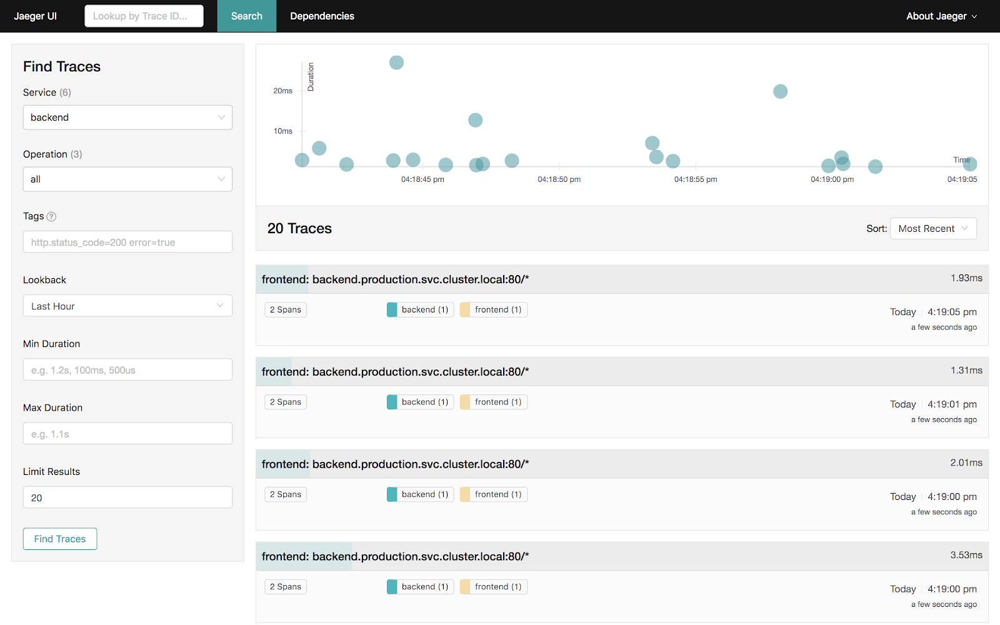 Jaeger UI
Lookup by Trace ID...
Search
Dependencies
About Jaeger
Find Traces
Service (6)
backend
Operation (3)
all
Tags ?
http.status_code=200 error=true
Lookback
Last Hour
Min Duration
e.g. 1.2s, 100ms, 500us
Max Duration
e.g. 1.1s
Limit Results
20
Find Traces
Duration
20ms
10ms
Time
04:18:45 pm
04:18:50 pm
04:18:55 pm
04:19:00 pm
04:19:05
20 Traces
Sort: Most Recent
frontend: backend.production.svc.cluster.local:80/*
1.93ms
2 Spans
backend (1)
frontend (1)
Today 4:19:05 pm
a few seconds ago
frontend: backend.production.svc.cluster.local:80/*
1.31ms
2 Spans
backend (1)
frontend (1)
Today 4:19:01 pm
a few seconds ago
frontend: backend.production.svc.cluster.local:80/*
2.01ms
2 Spans
backend (1)
frontend (1)
Today 4:19:00 pm
a few seconds ago
frontend: backend.production.svc.cluster.local:80/*
3.53ms
2 Spans
backend (1)
frontend (1)
Today 4:19:00 pm
a few seconds ago